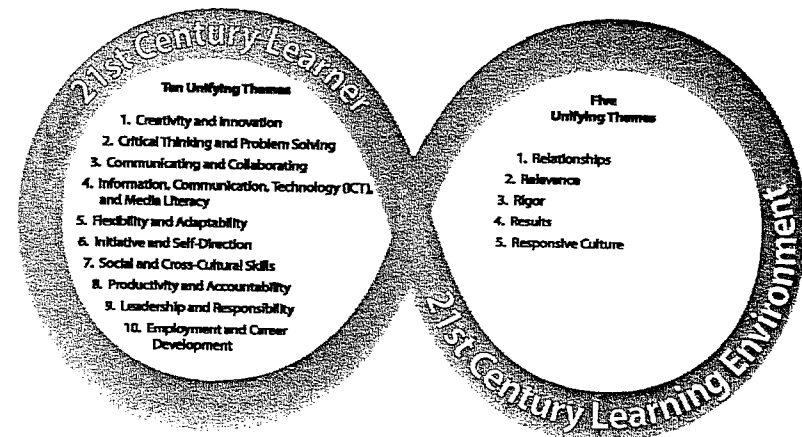 21st Century Learner
Ten Unifying Themes
1. Creativity and Innovation
2. Critical Thinking and Problem Solving
3. Communicating and Collaborating
4. Information, Communication, Technology (ICT),
and Media Literacy
5. Flexibility and Adaptability
6. Initiative and Self-Direction
7. Social and Cross-Cultural Skills
8. Productivity and Accountability
9. Leadership and Responsibility
10. Employment and Career
Development
Five
Unifying Themes
1. Relationships
2. Relevance
3. Rigor
4. Results
5. Responsive Culture
21st Century Learning Environment